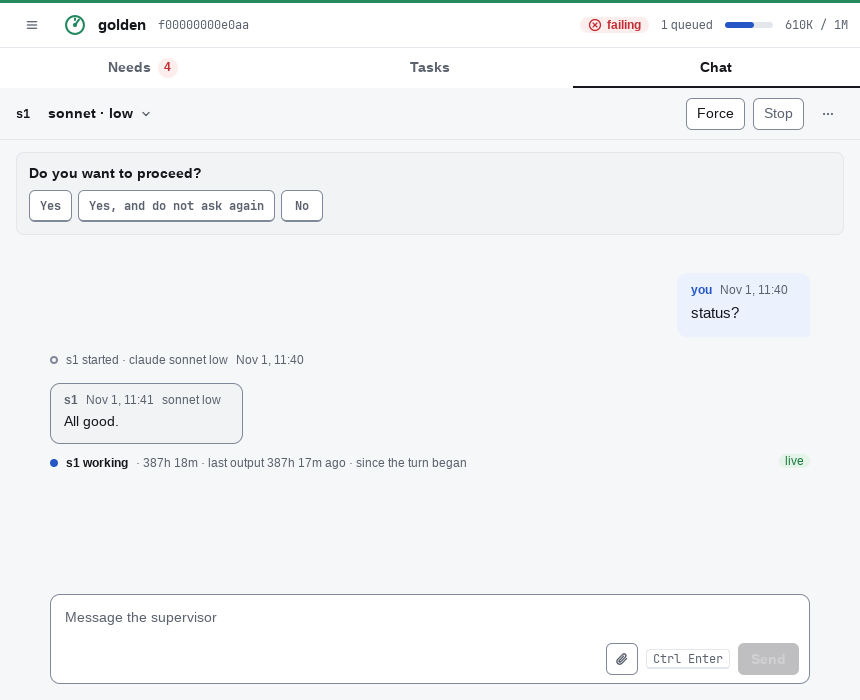 golden f00000000e0aa failing 1 queued 610K / 1M
Needs 4 Tasks Chat
s1 sonnet · low Force Stop ···
Do you want to proceed?
Yes Yes, and do not ask again No
you Nov 1, 11:40
status?
s1 started · claude sonnet low Nov 1, 11:40
s1 Nov 1, 11:41 sonnet low
All good.
s1 working · 387h 18m · last output 387h 17m ago · since the turn began live
Message the supervisor
Ctrl Enter Send